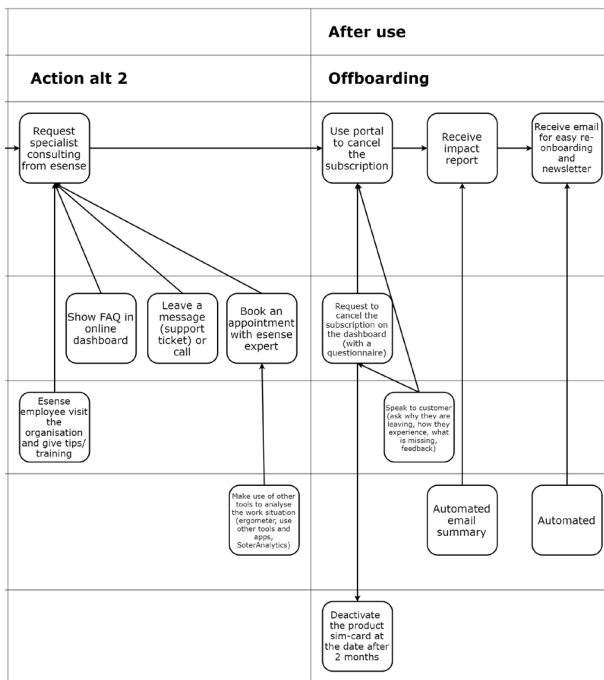 After use
Action alt 2
Offboarding
Request
specialist
consulting
from esense
Use portal
to cancel
the
subscription
Receive
impact
report
Receive email
for easy re-
onboarding
and
newsletter
Show FAQ in
online
dashboard
Leave a
message
(support
ticket) or
call
Book an
appointment
with esense
expert
Request to
cancel the
subscription on
the dashboard
(with a
questionnaire)
Esense
employee visit
the
organisation
and give tips/
training
Speak to customer
(ask why they are
leaving, how they
experience, what
is missing,
feedback)
Make use of other
tools to analyse
the work situation
(ergometer, use
other tools and
apps,
SoterAnalytics)
Automated
email
summary
Automated
Deactivate
the product
sim-card at
the date after
2 months